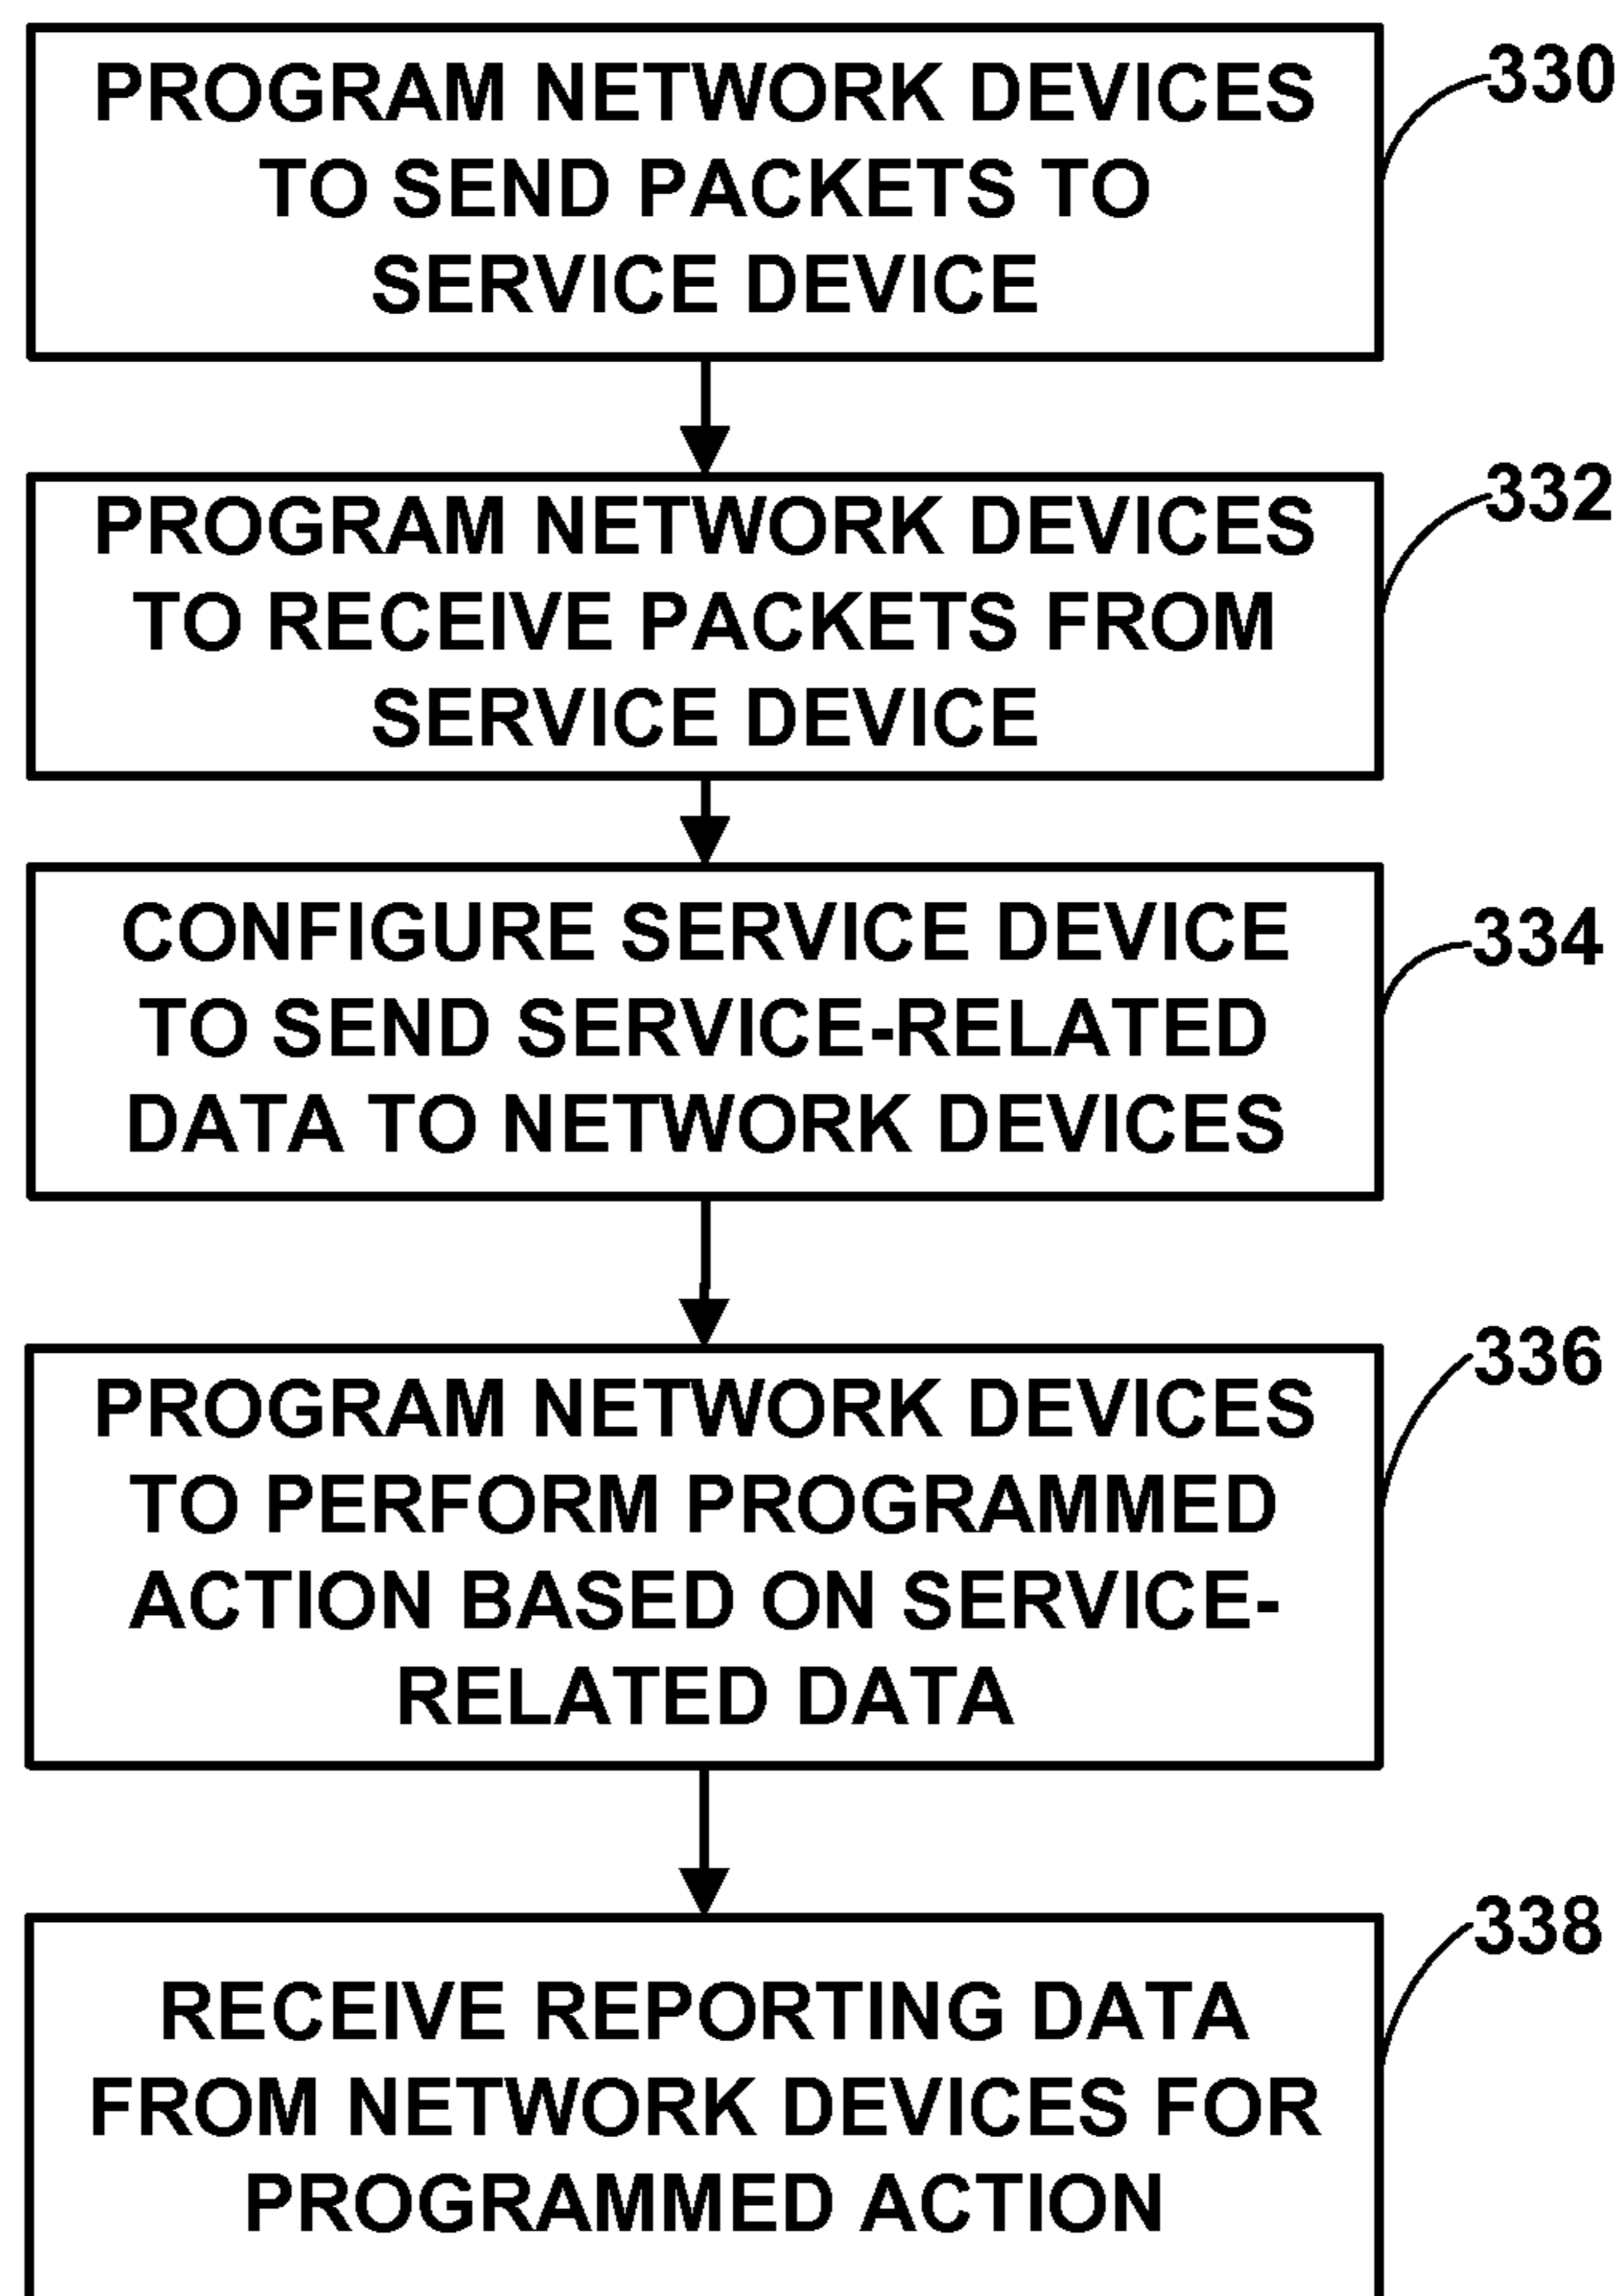 PROGRAM NETWORK DEVICES
TO SEND PACKETS TO
SERVICE DEVICE
330
PROGRAM NETWORK DEVICES
TO RECEIVE PACKETS FROM
SERVICE DEVICE
332
CONFIGURE SERVICE DEVICE
TO SEND SERVICE-RELATED
DATA TO NETWORK DEVICES
334
PROGRAM NETWORK DEVICES
TO PERFORM PROGRAMMED
ACTION BASED ON SERVICE-
RELATED DATA
336
RECEIVE REPORTING DATA
FROM NETWORK DEVICES FOR
PROGRAMMED ACTION
338